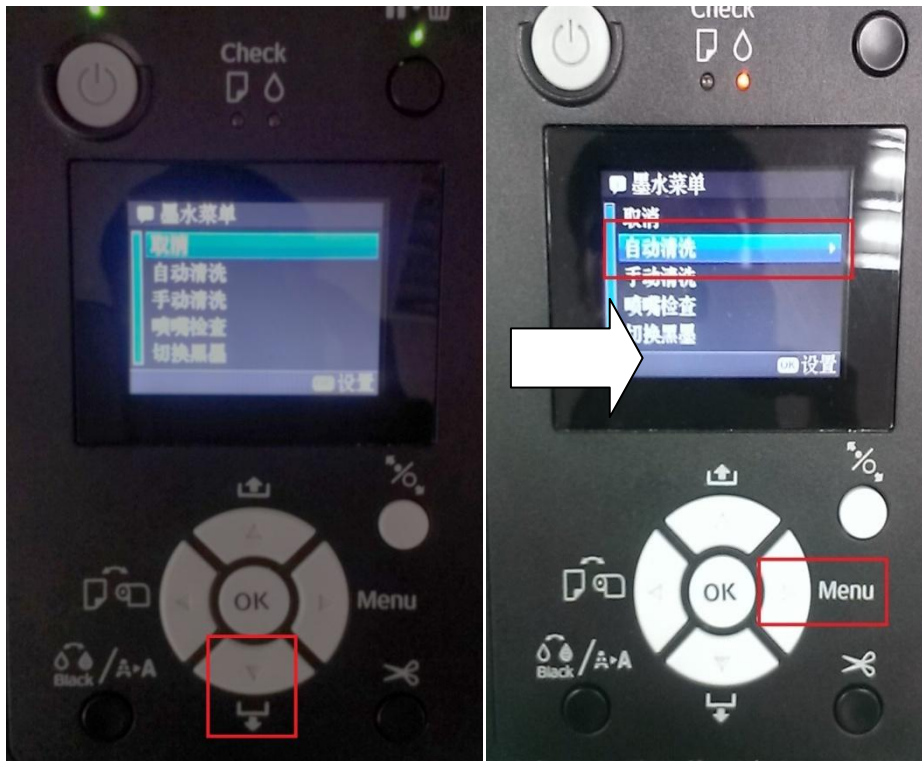 Check
墨水菜单
取消
自动清洗
手动清洗
喷嘴检查
切换黑墨
设置
OK
Menu
Black
A▸A
Check
墨水菜单
取消
自动清洗
手动清洗
喷嘴检查
切换黑墨
OK 设置
OK
Menu
Black
A▸A